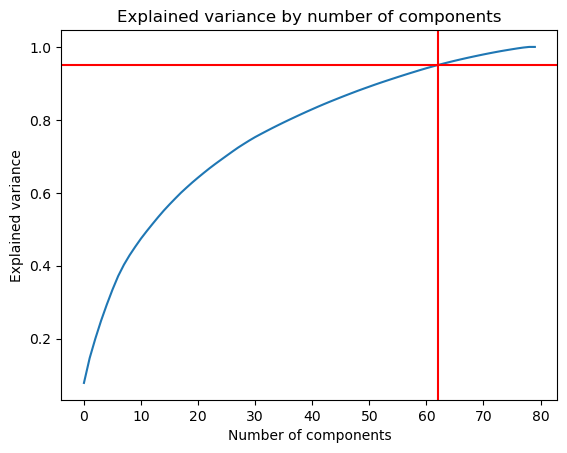 Explained variance by number of components
1.0
0.8
0.6
0.4
0.2
Explained variance
0 10 20 30 40 50 60 70 80
Number of components